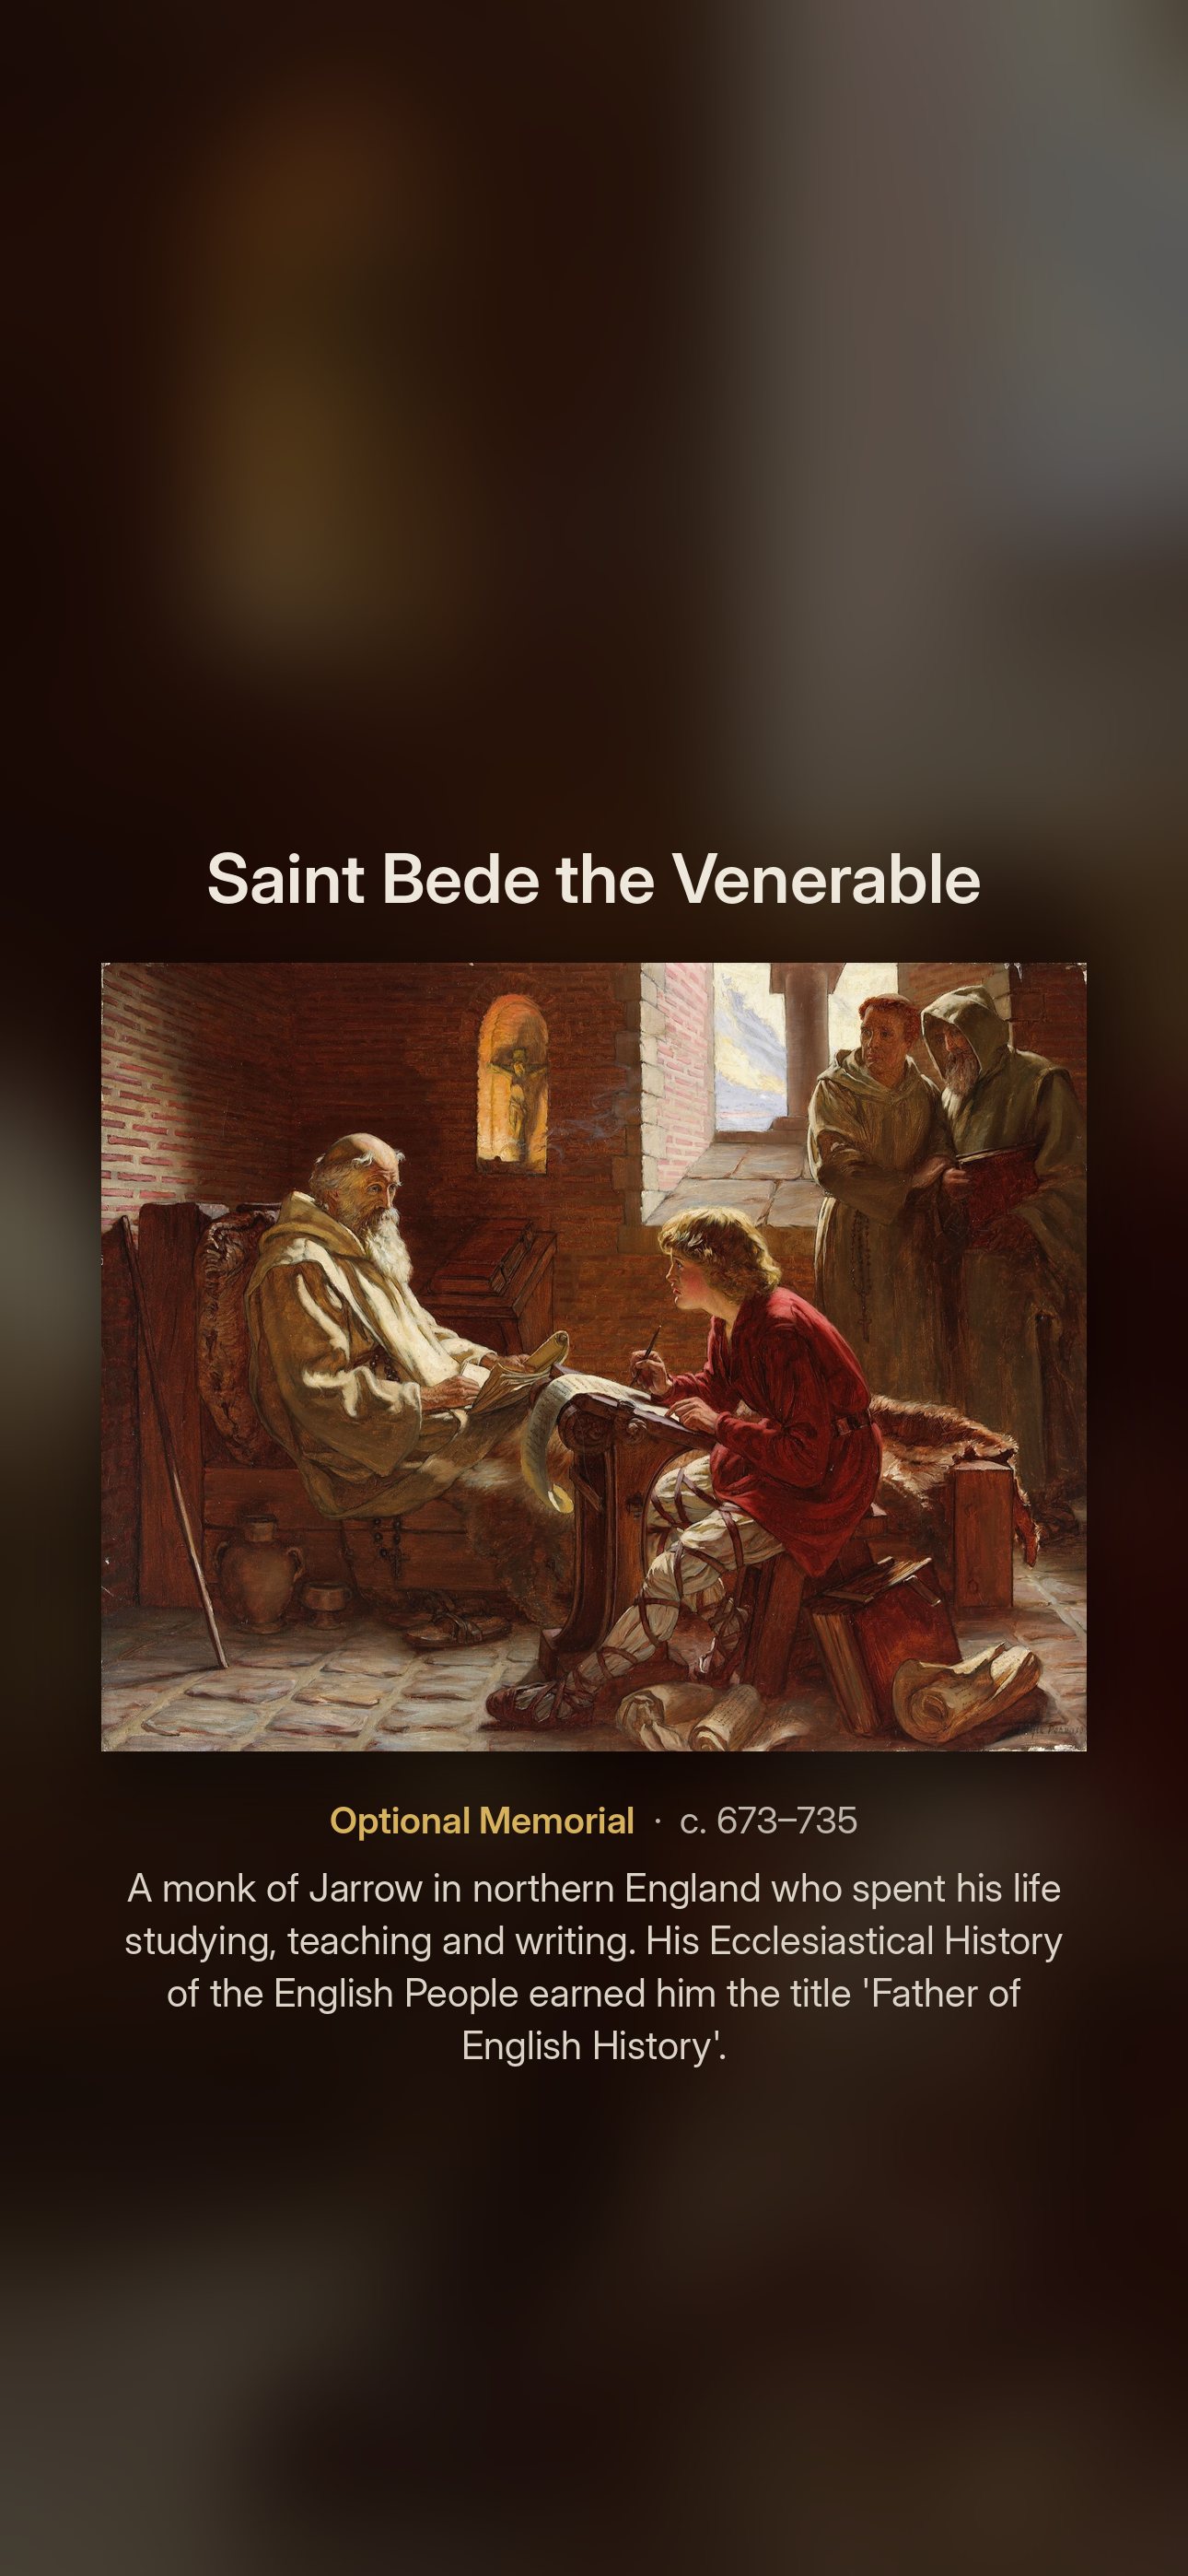 Saint Bede the Venerable
Optional Memorial · c. 673–735
A monk of Jarrow in northern England who spent his life
studying, teaching and writing. His Ecclesiastical History
of the English People earned him the title 'Father of
English History'.